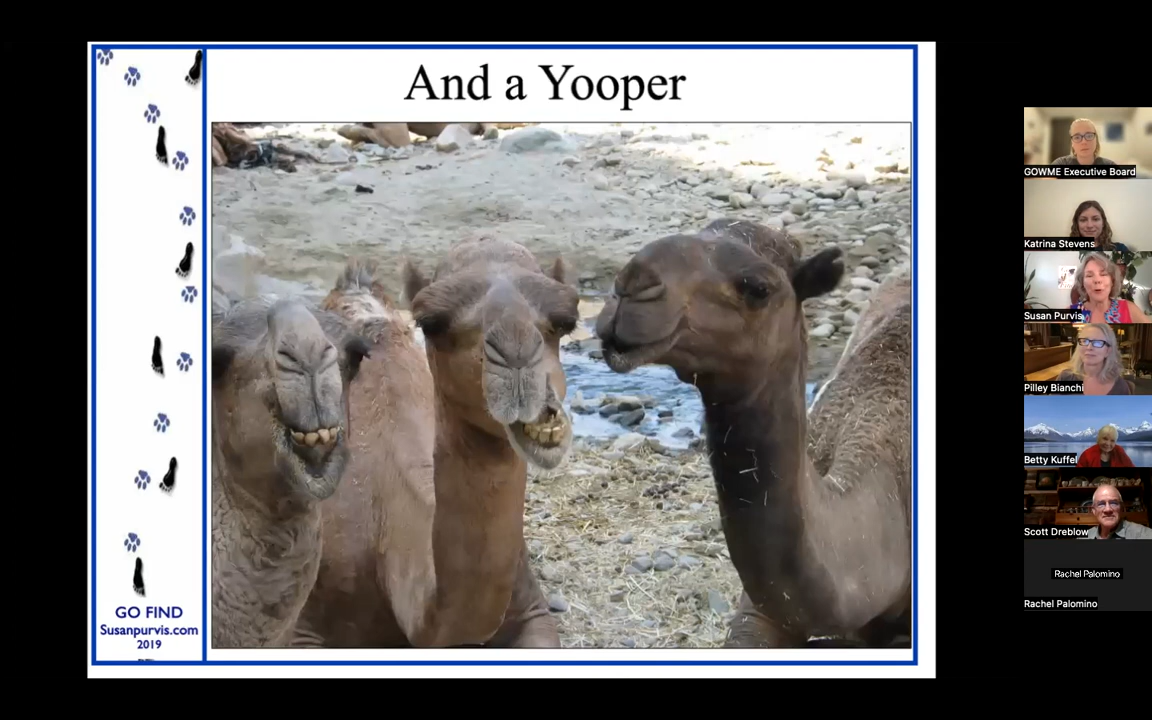 And a Yooper
GO FIND
Susanpurvis.com
2019
GOWME Executive Board
Katrina Stevens
Susan Purvis
Pilley Bianchi
Betty Kuffel
Scott Dreblow
Rachel Palomino
Rachel Palomino